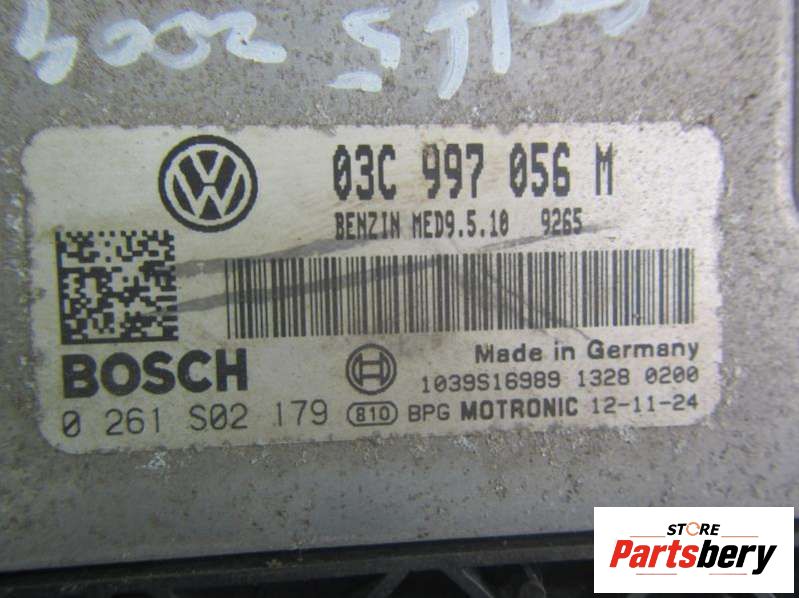 03C 997 056 M
BENZIN MED9.5.10 9265
BOSCH
Made in Germany
1039S16989 1328 0200
0 261 S02 179 810 BPG MOTRONIC 12-11-24
STORE
Partsbery